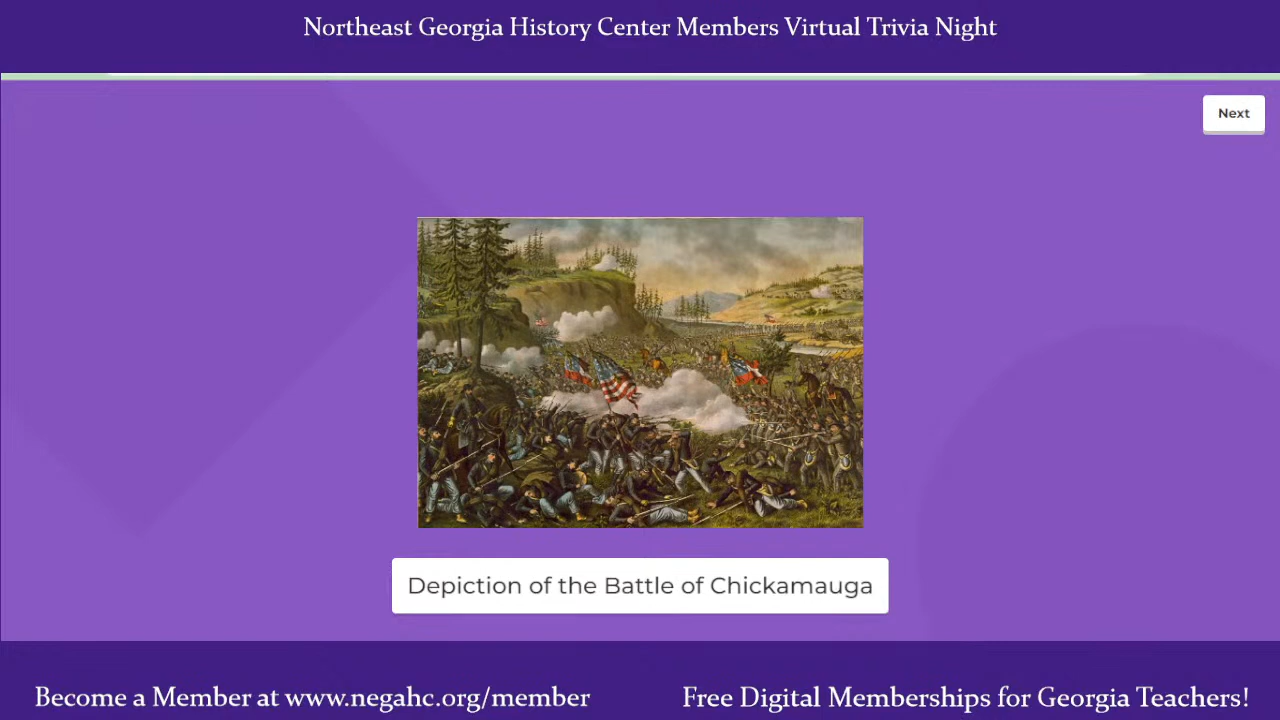 Northeast Georgia History Center Members Virtual Trivia Night
Next
Depiction of the Battle of Chickamauga
Become a Member at www.negahc.org/member
Free Digital Memberships for Georgia Teachers!